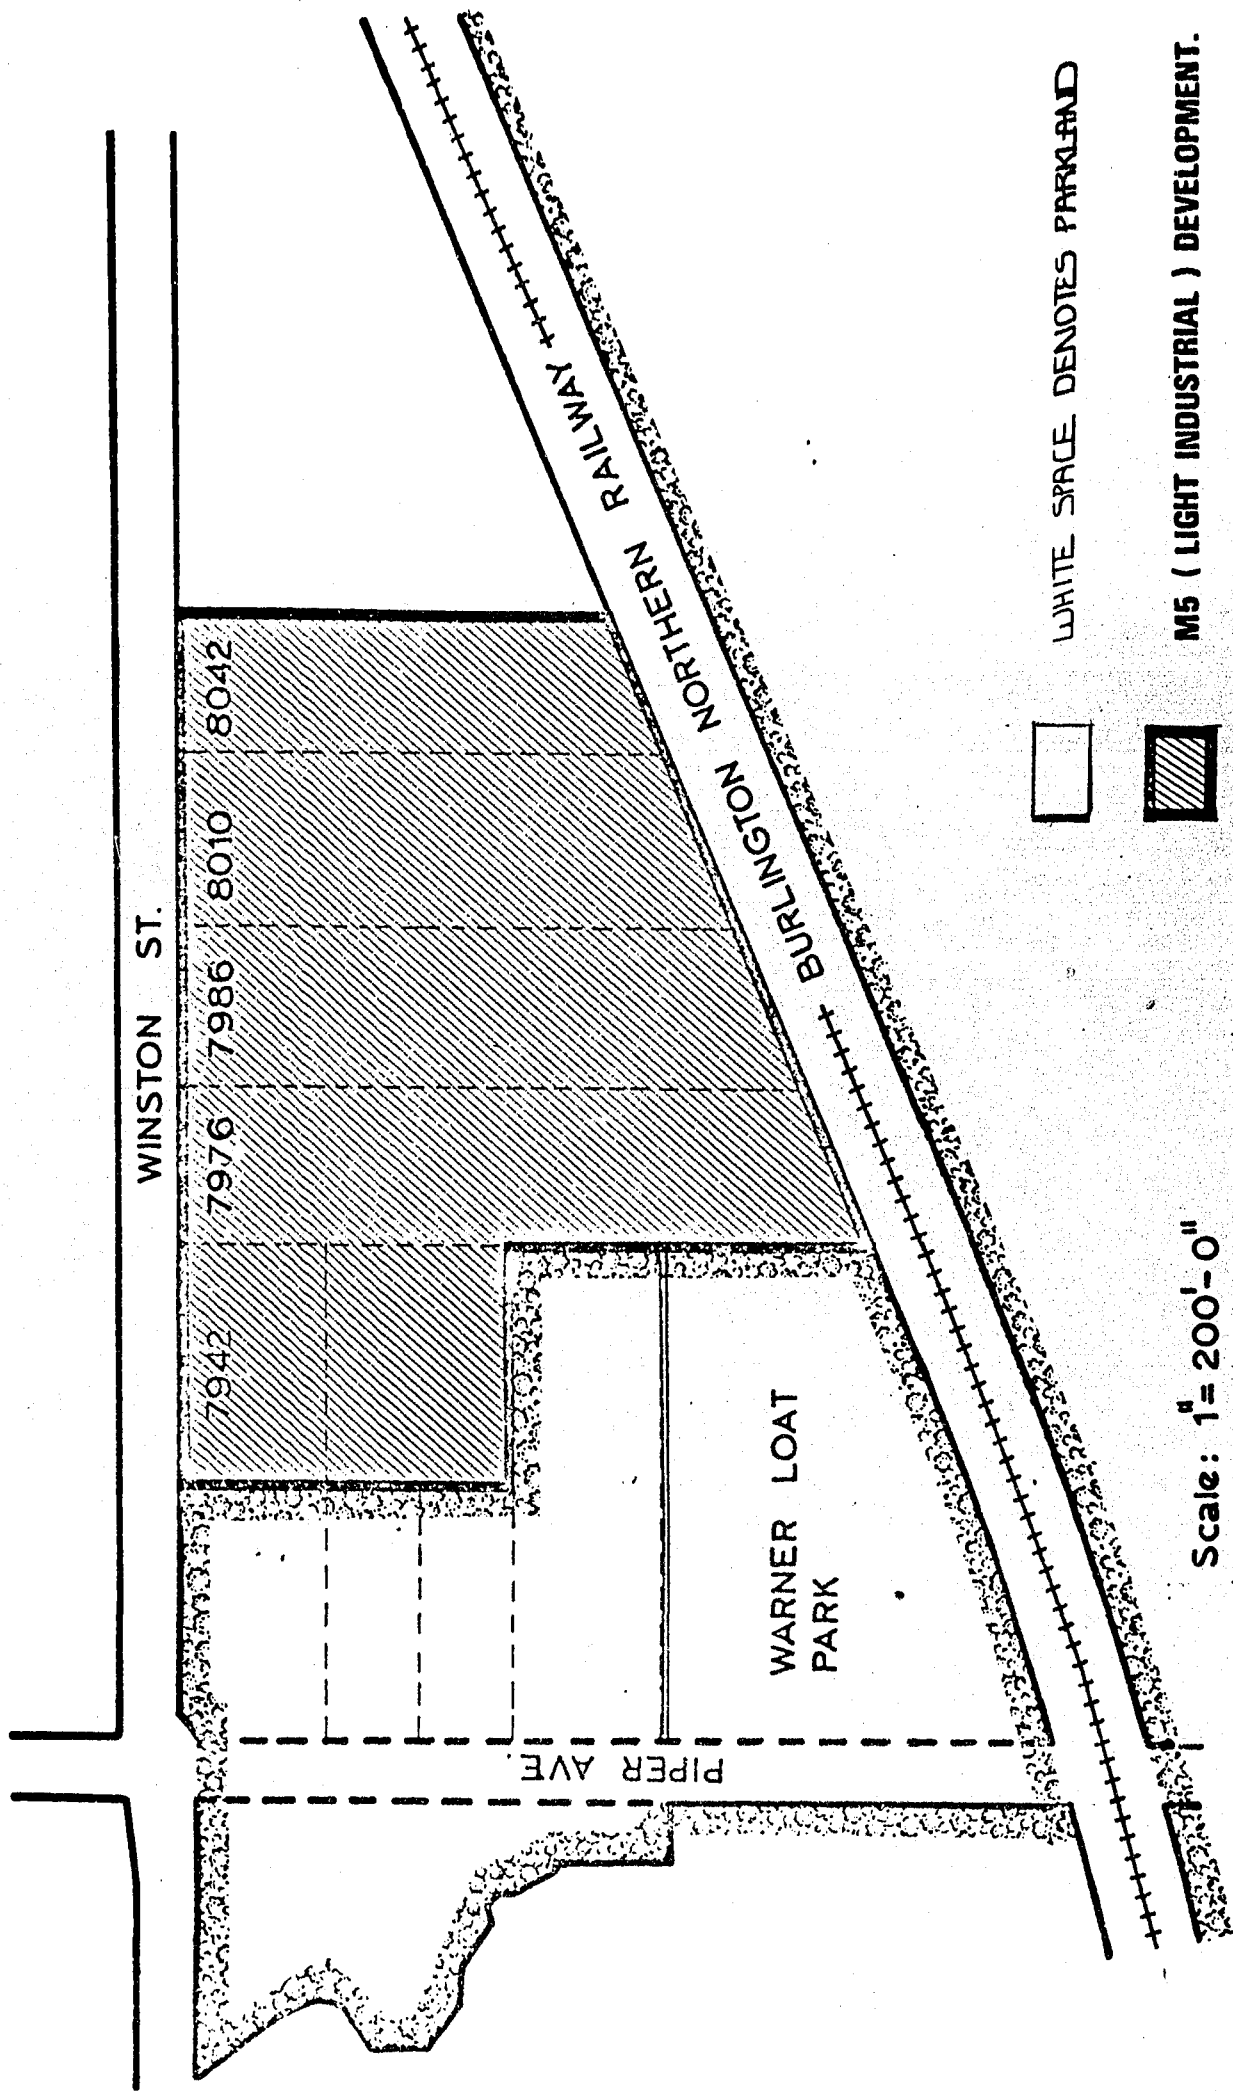 WINSTON ST.
7942 7976 7986 8010 8042
PIPER AVE.
WARNER LOAT
PARK
BURLINGTON NORTHERN RAILWAY
Scale: 1"= 200'-0"
WHITE SPACE DENOTES PARKLAND
M5 ( LIGHT INDUSTRIAL ) DEVELOPMENT.